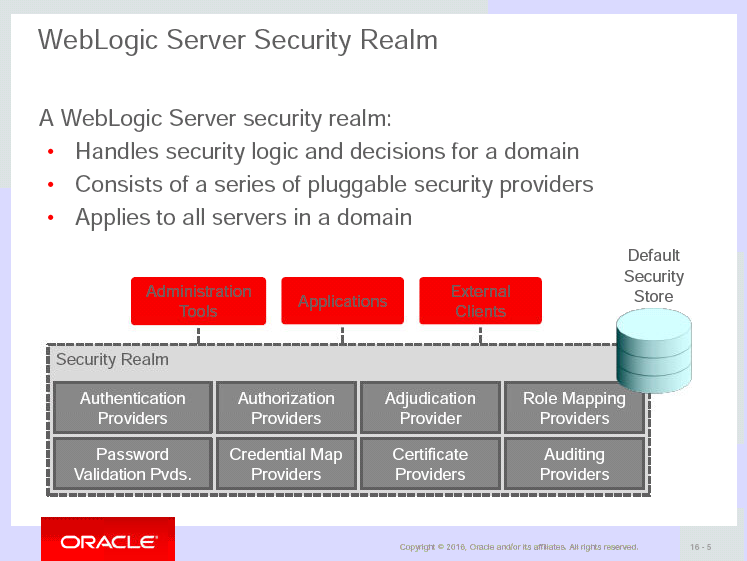 WebLogic Server Security Realm
A WebLogic Server security realm:
• Handles security logic and decisions for a domain
• Consists of a series of pluggable security providers
• Applies to all servers in a domain
Default
Security
Store
Administration
Tools
Applications
External
Clients
Security Realm
Authentication
Providers
Authorization
Providers
Adjudication
Provider
Role Mapping
Providers
Password
Validation Pvds.
Credential Map
Providers
Certificate
Providers
Auditing
Providers
ORACLE®
Copyright © 2016, Oracle and/or its affiliates. All rights reserved.
16 - 5